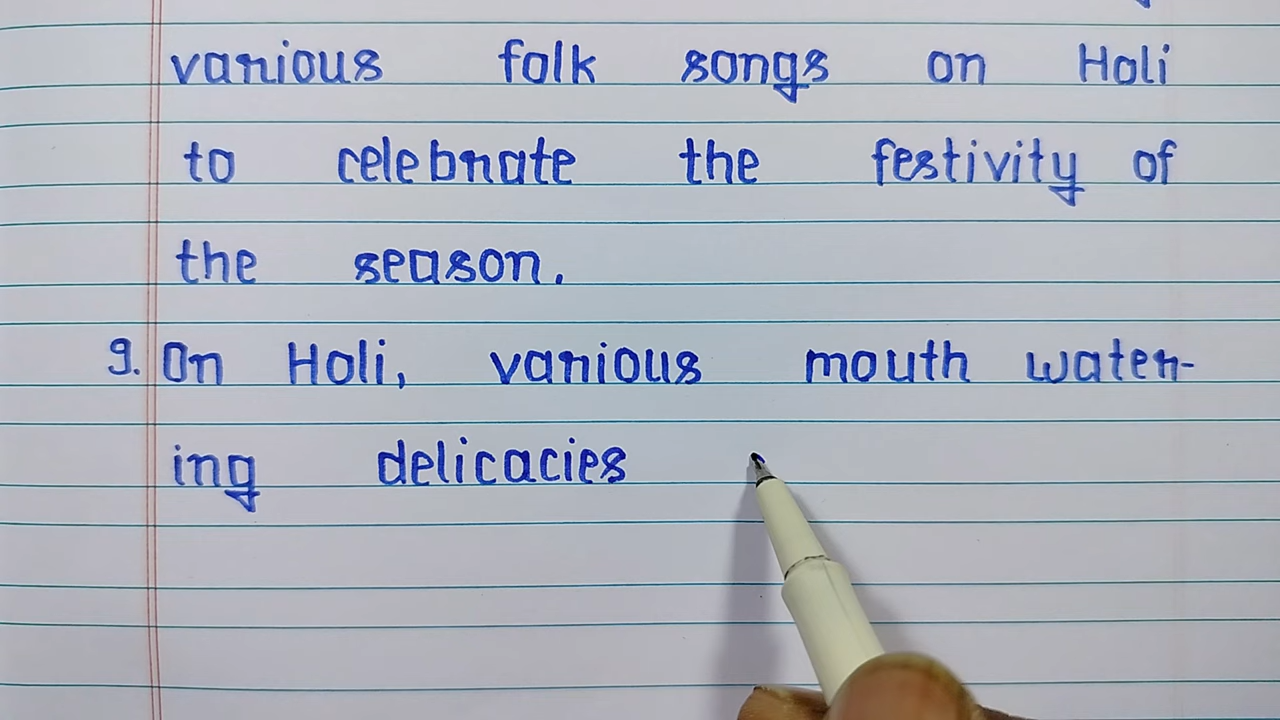 various folk songs on Holi
to celebrate the festivity of
the season.
9. On Holi, various mouth water-
ing delicacies